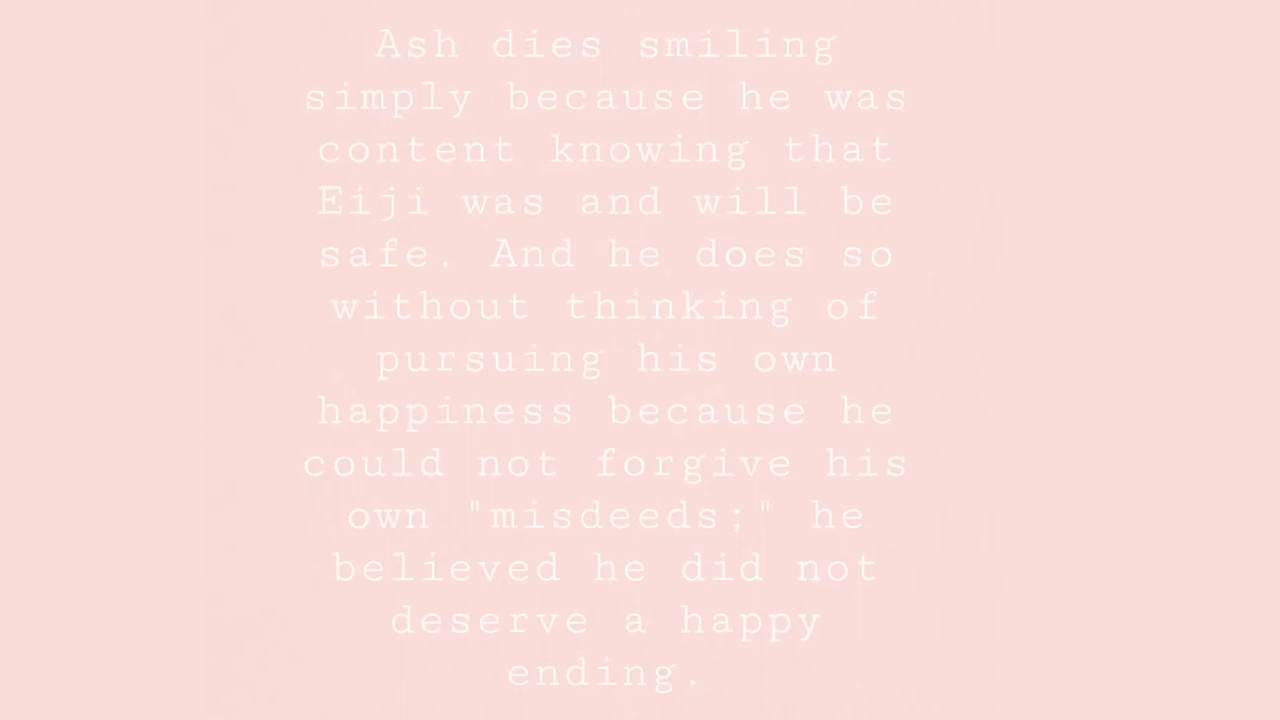 Ash dies smiling
simply because he was
content knowing that
Eiji was and will be
safe. And he does so
without thinking of
pursuing his own
happiness because he
could not forgive his
own "misdeeds;" he
believed he did not
deserve a happy
ending.